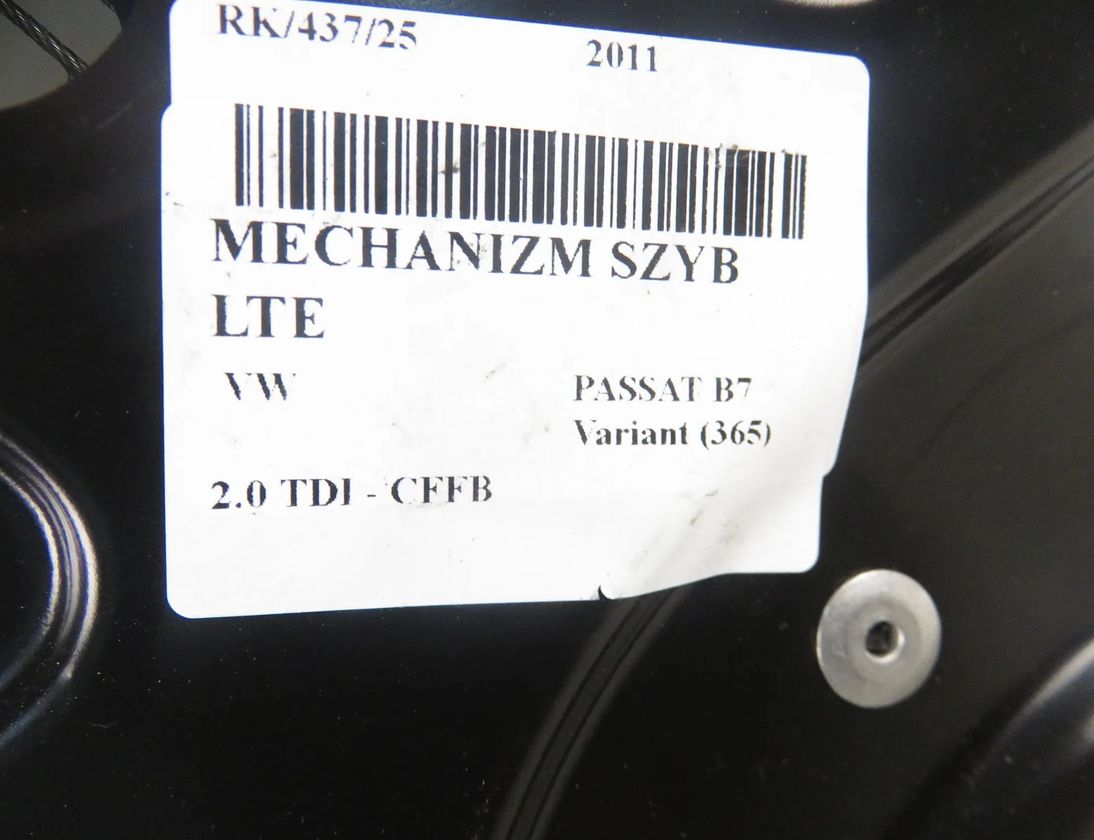 RK/437/25 2011
MECHANIZM SZYB
LTE
VW PASSAT B7
Variant (365)
2.0 TDI - CFFB